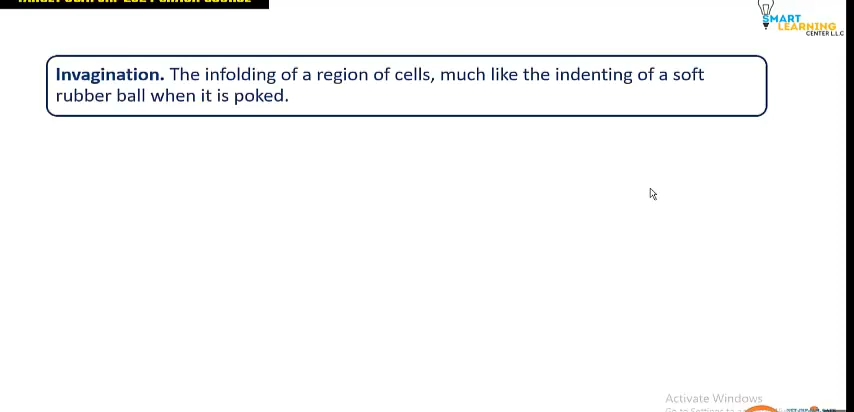 SMART
LEARNING
CENTER L.L.C
Invagination. The infolding of a region of cells, much like the indenting of a soft
rubber ball when it is poked.
Activate Windows